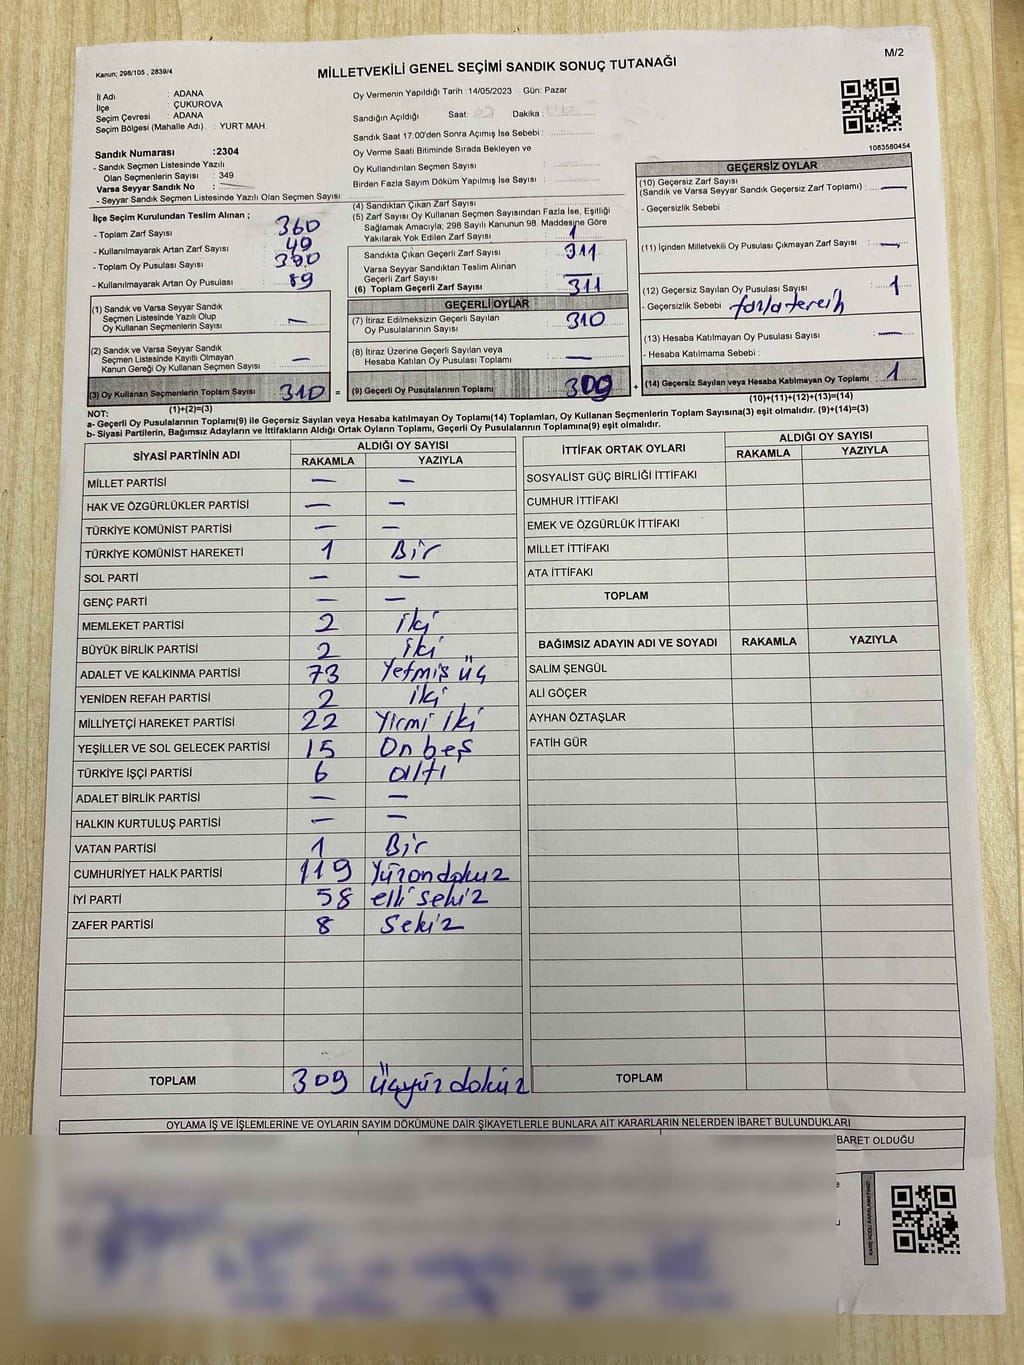 M/2
Kanun; 298/105 , 2839/4
MİLLETVEKİLİ GENEL SEÇİMİ SANDIK SONUÇ TUTANAĞI
İl Adı : ADANA
İlçe : ÇUKUROVA
Seçim Çevresi : ADANA
Seçim Bölgesi (Mahalle Adı) : YURT MAH.
Sandık Numarası :2304
- Sandık Seçmen Listesinde Yazılı
Olan Seçmenlerin Sayısı : 349
Varsa Seyyar Sandık No :
- Seyyar Sandık Seçmen Listesinde Yazılı Olan Seçmen Sayısı
Oy Vermenin Yapıldığı Tarih :14/05/2023 Gün: Pazar
Sandığın Açıldığı Saat: Dakika :
Sandık Saat 17:00'den Sonra Açımış İse Sebebi :
Oy Verme Saati Bitiminde Sırada Bekleyen ve
Oy Kullandırılan Seçmen Sayısı :
Birden Fazla Sayım Döküm Yapılmış İse Sayısı :
1083580454
İlçe Seçim Kurulundan Teslim Alınan ;
- Toplam Zarf Sayısı : 360
- Kullanılmayarak Artan Zarf Sayısı : 49
- Toplam Oy Pusulası Sayısı :
- Kullanılmayarak Artan Oy Pusulası : 89
(1) Sandık ve Varsa Seyyar Sandık
Seçmen Listesinde Yazılı Olup
Oy Kullanan Seçmenlerin Sayısı : —
(2) Sandık ve Varsa Seyyar Sandık
Seçmen Listesinde Kayıtlı Olmayan
Kanun Gereği Oy Kullanan Seçmen Sayısı : —
(3) Oy Kullanan Seçmenlerin Toplam Sayısı : 310 =
(1)+(2)=(3)
(4) Sandıktan Çıkan Zarf Sayısı :
(5) Zarf Sayısı Oy Kullanan Seçmen Sayısından Fazla İse, Eşitliği
Sağlamak Amacıyla; 298 Sayılı Kanunun 98. Maddesine Göre
Yakılarak Yok Edilen Zarf Sayısı : 1
Sandıkta Çıkan Geçerli Zarf Sayısı : 311
Varsa Seyyar Sandıktan Teslim Alınan
Geçerli Zarf Sayısı : —
(6) Toplam Geçerli Zarf Sayısı : 311
GEÇERLİ OYLAR
(7) İtiraz Edilmeksizin Geçerli Sayılan
Oy Pusulalarının Sayısı : 310
(8) İtiraz Üzerine Geçerli Sayılan veya
Hesaba Katılan Oy Pusulası Toplamı : —
(9) Geçerli Oy Pusulalarının Toplamı : 309 +
GEÇERSİZ OYLAR
(10) Geçersiz Zarf Sayısı
(Sandık ve Varsa Seyyar Sandık Geçersiz Zarf Toplamı) : —
- Geçersizlik Sebebi :
(11) İçinden Milletvekili Oy Pusulası Çıkmayan Zarf Sayısı : —
(12) Geçersiz Sayılan Oy Pusulası Sayısı : 1
- Geçersizlik Sebebi : fazla tercih
(13) Hesaba Katılmayan Oy Pusulası Sayısı : —
- Hesaba Katılmama Sebebi :
(14) Geçersiz Sayılan veya Hesaba Katılmayan Oy Toplamı : 1
(10)+(11)+(12)+(13)=(14)
NOT:
a- Geçerli Oy Pusulalarının Toplamı(9) ile Geçersiz Sayılan veya Hesaba katılmayan Oy Toplamı(14) Toplamları, Oy Kullanan Seçmenlerin Toplam Sayısına(3) eşit olmalıdır. (9)+(14)=(3)
b- Siyasi Partilerin, Bağımsız Adayların ve İttifakların Aldığı Ortak Oyların Toplamı, Geçerli Oy Pusulalarının Toplamına(9) eşit olmalıdır.
SİYASİ PARTİNİN ADI ALDIĞI OY SAYISI
RAKAMLA YAZIYLA
MİLLET PARTİSİ — —
HAK VE ÖZGÜRLÜKLER PARTİSİ — —
TÜRKİYE KOMÜNİST PARTİSİ — —
TÜRKİYE KOMÜNİST HAREKETİ 1 Bir
SOL PARTİ — —
GENÇ PARTİ — —
MEMLEKET PARTİSİ 2 iki
BÜYÜK BİRLİK PARTİSİ 2 iki
ADALET VE KALKINMA PARTİSİ 73 Yetmiş üç
YENİDEN REFAH PARTİSİ 2 iki
MİLLİYETÇİ HAREKET PARTİSİ 22 Yirmi iki
YEŞİLLER VE SOL GELECEK PARTİSİ 15 On beş
TÜRKİYE İŞÇİ PARTİSİ 6 altı
ADALET BİRLİK PARTİSİ — —
HALKIN KURTULUŞ PARTİSİ — —
VATAN PARTİSİ 1 Bir
CUMHURİYET HALK PARTİSİ 119 Yüzondokuz
İYİ PARTİ 58 elli sekiz
ZAFER PARTİSİ 8 Sekiz
TOPLAM 309 Üçyüz dokuz
İTTİFAK ORTAK OYLARI ALDIĞI OY SAYISI
RAKAMLA YAZIYLA
SOSYALİST GÜÇ BİRLİĞİ İTTİFAKI
CUMHUR İTTİFAKI
EMEK VE ÖZGÜRLÜK İTTİFAKI
MİLLET İTTİFAKI
ATA İTTİFAKI
TOPLAM
BAĞIMSIZ ADAYIN ADI VE SOYADI RAKAMLA YAZIYLA
SALİM ŞENGÜL
ALİ GÖÇER
AYHAN ÖZTAŞLAR
FATİH GÜR
TOPLAM
OYLAMA İŞ VE İŞLEMLERİNE VE OYLARIN SAYIM DÖKÜMÜNE DAİR ŞİKAYETLERLE BUNLARA AİT KARARLARIN NELERDEN İBARET BULUNDUKLARI
BARET OLDUĞU